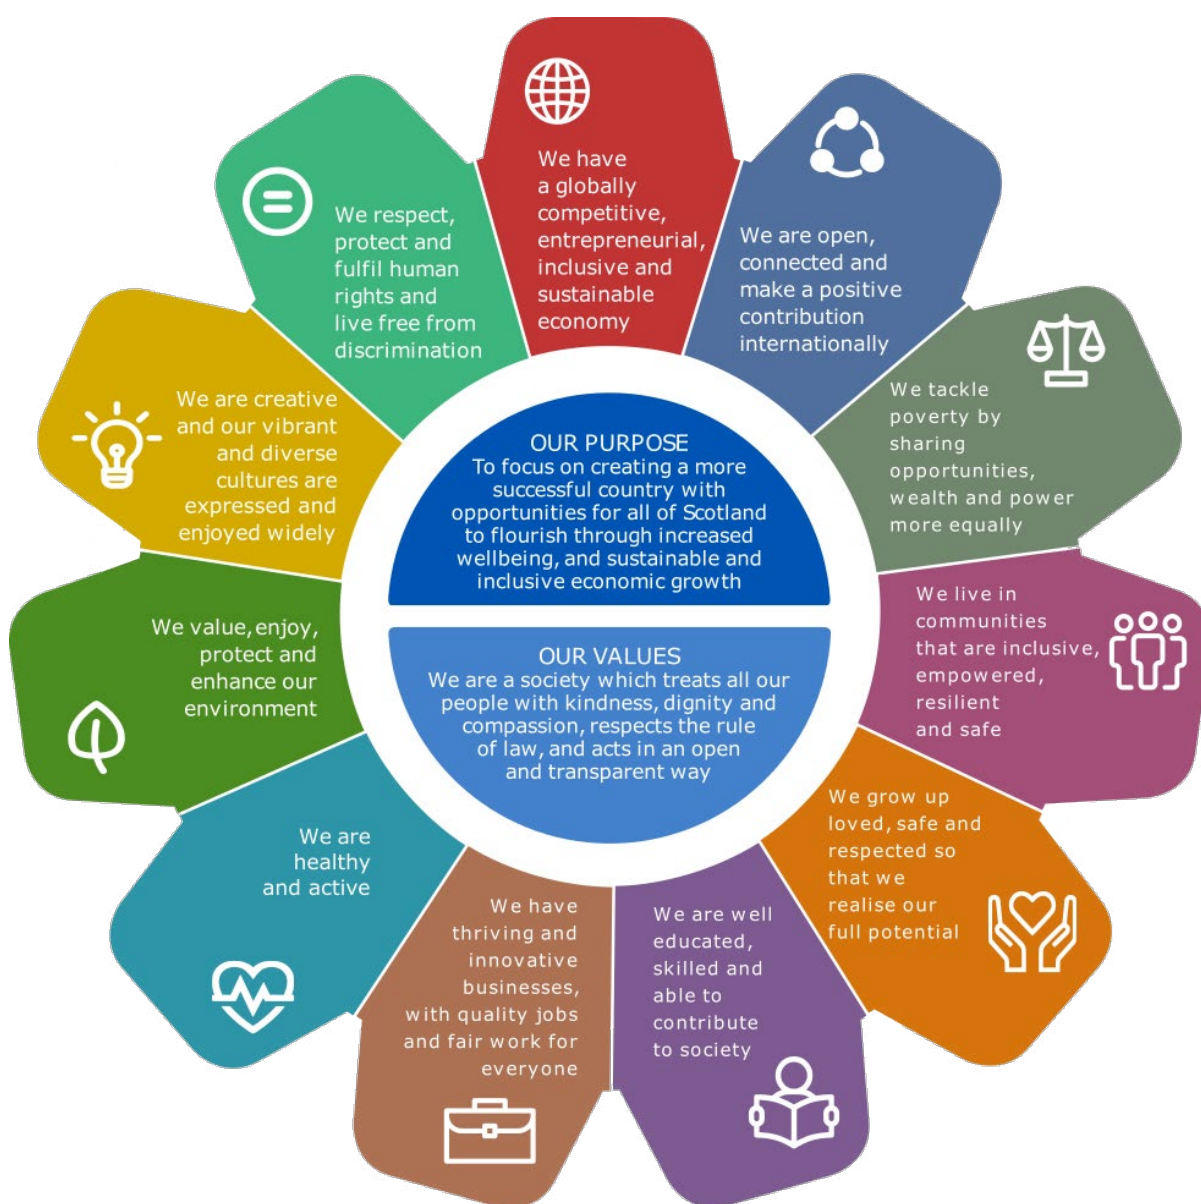 We have
a globally
competitive,
entrepreneurial,
inclusive and
sustainable
economy
We are open,
connected and
make a positive
contribution
internationally
We tackle
poverty by
sharing
opportunities,
wealth and power
more equally
We live in
communities
that are inclusive,
empowered,
resilient
and safe
We grow up
loved, safe and
respected so
that we
realise our
full potential
We are well
educated,
skilled and
able to
contribute
to society
We have
thriving and
innovative
businesses,
with quality jobs
and fair work for
everyone
We are
healthy
and active
We value, enjoy,
protect and
enhance our
environment
We are creative
and our vibrant
and diverse
cultures are
expressed and
enjoyed widely
We respect,
protect and
fulfil human
rights and
live free from
discrimination
OUR PURPOSE
To focus on creating a more
successful country with
opportunities for all of Scotland
to flourish through increased
wellbeing, and sustainable and
inclusive economic growth
OUR VALUES
We are a society which treats all our
people with kindness, dignity and
compassion, respects the rule
of law, and acts in an open
and transparent way